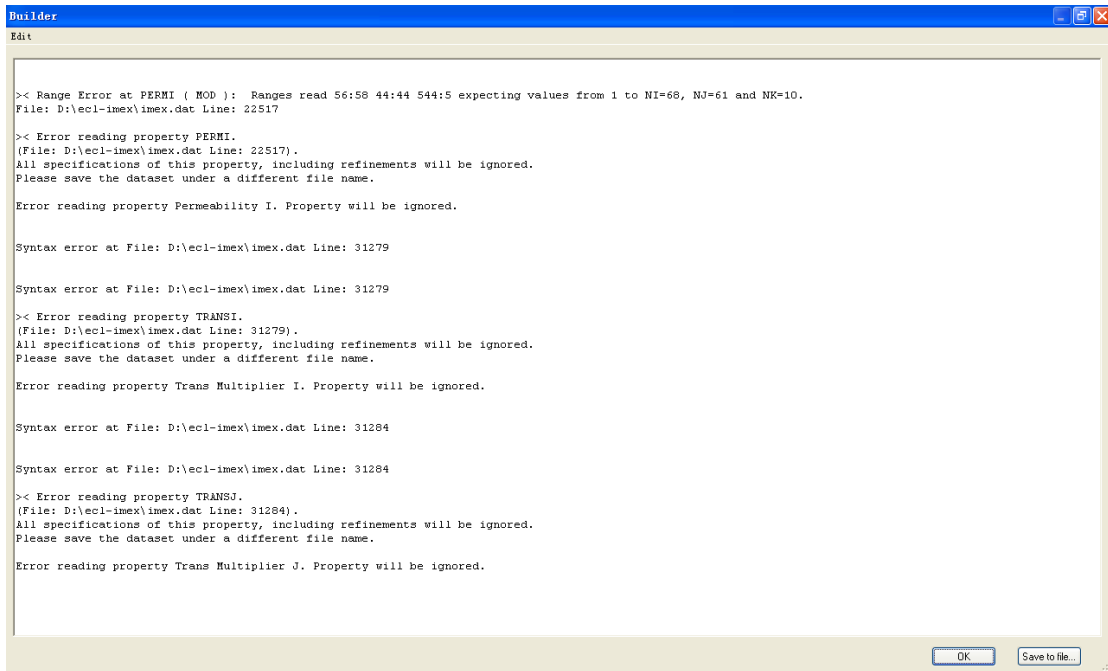 Builder
Edit
>< Range Error at PERMI ( MOD ):  Ranges read 56:58 44:44 544:5 expecting values from 1 to NI=68, NJ=61 and NK=10.
File: D:\ecl-imex\imex.dat Line: 22517
>< Error reading property PERMI.
(File: D:\ecl-imex\imex.dat Line: 22517).
All specifications of this property, including refinements will be ignored.
Please save the dataset under a different file name.
Error reading property Permeability I. Property will be ignored.
Syntax error at File: D:\ecl-imex\imex.dat Line: 31279
Syntax error at File: D:\ecl-imex\imex.dat Line: 31279
>< Error reading property TRANSI.
(File: D:\ecl-imex\imex.dat Line: 31279).
All specifications of this property, including refinements will be ignored.
Please save the dataset under a different file name.
Error reading property Trans Multiplier I. Property will be ignored.
Syntax error at File: D:\ecl-imex\imex.dat Line: 31284
Syntax error at File: D:\ecl-imex\imex.dat Line: 31284
>< Error reading property TRANSJ.
(File: D:\ecl-imex\imex.dat Line: 31284).
All specifications of this property, including refinements will be ignored.
Please save the dataset under a different file name.
Error reading property Trans Multiplier J. Property will be ignored.
OK Save to file...